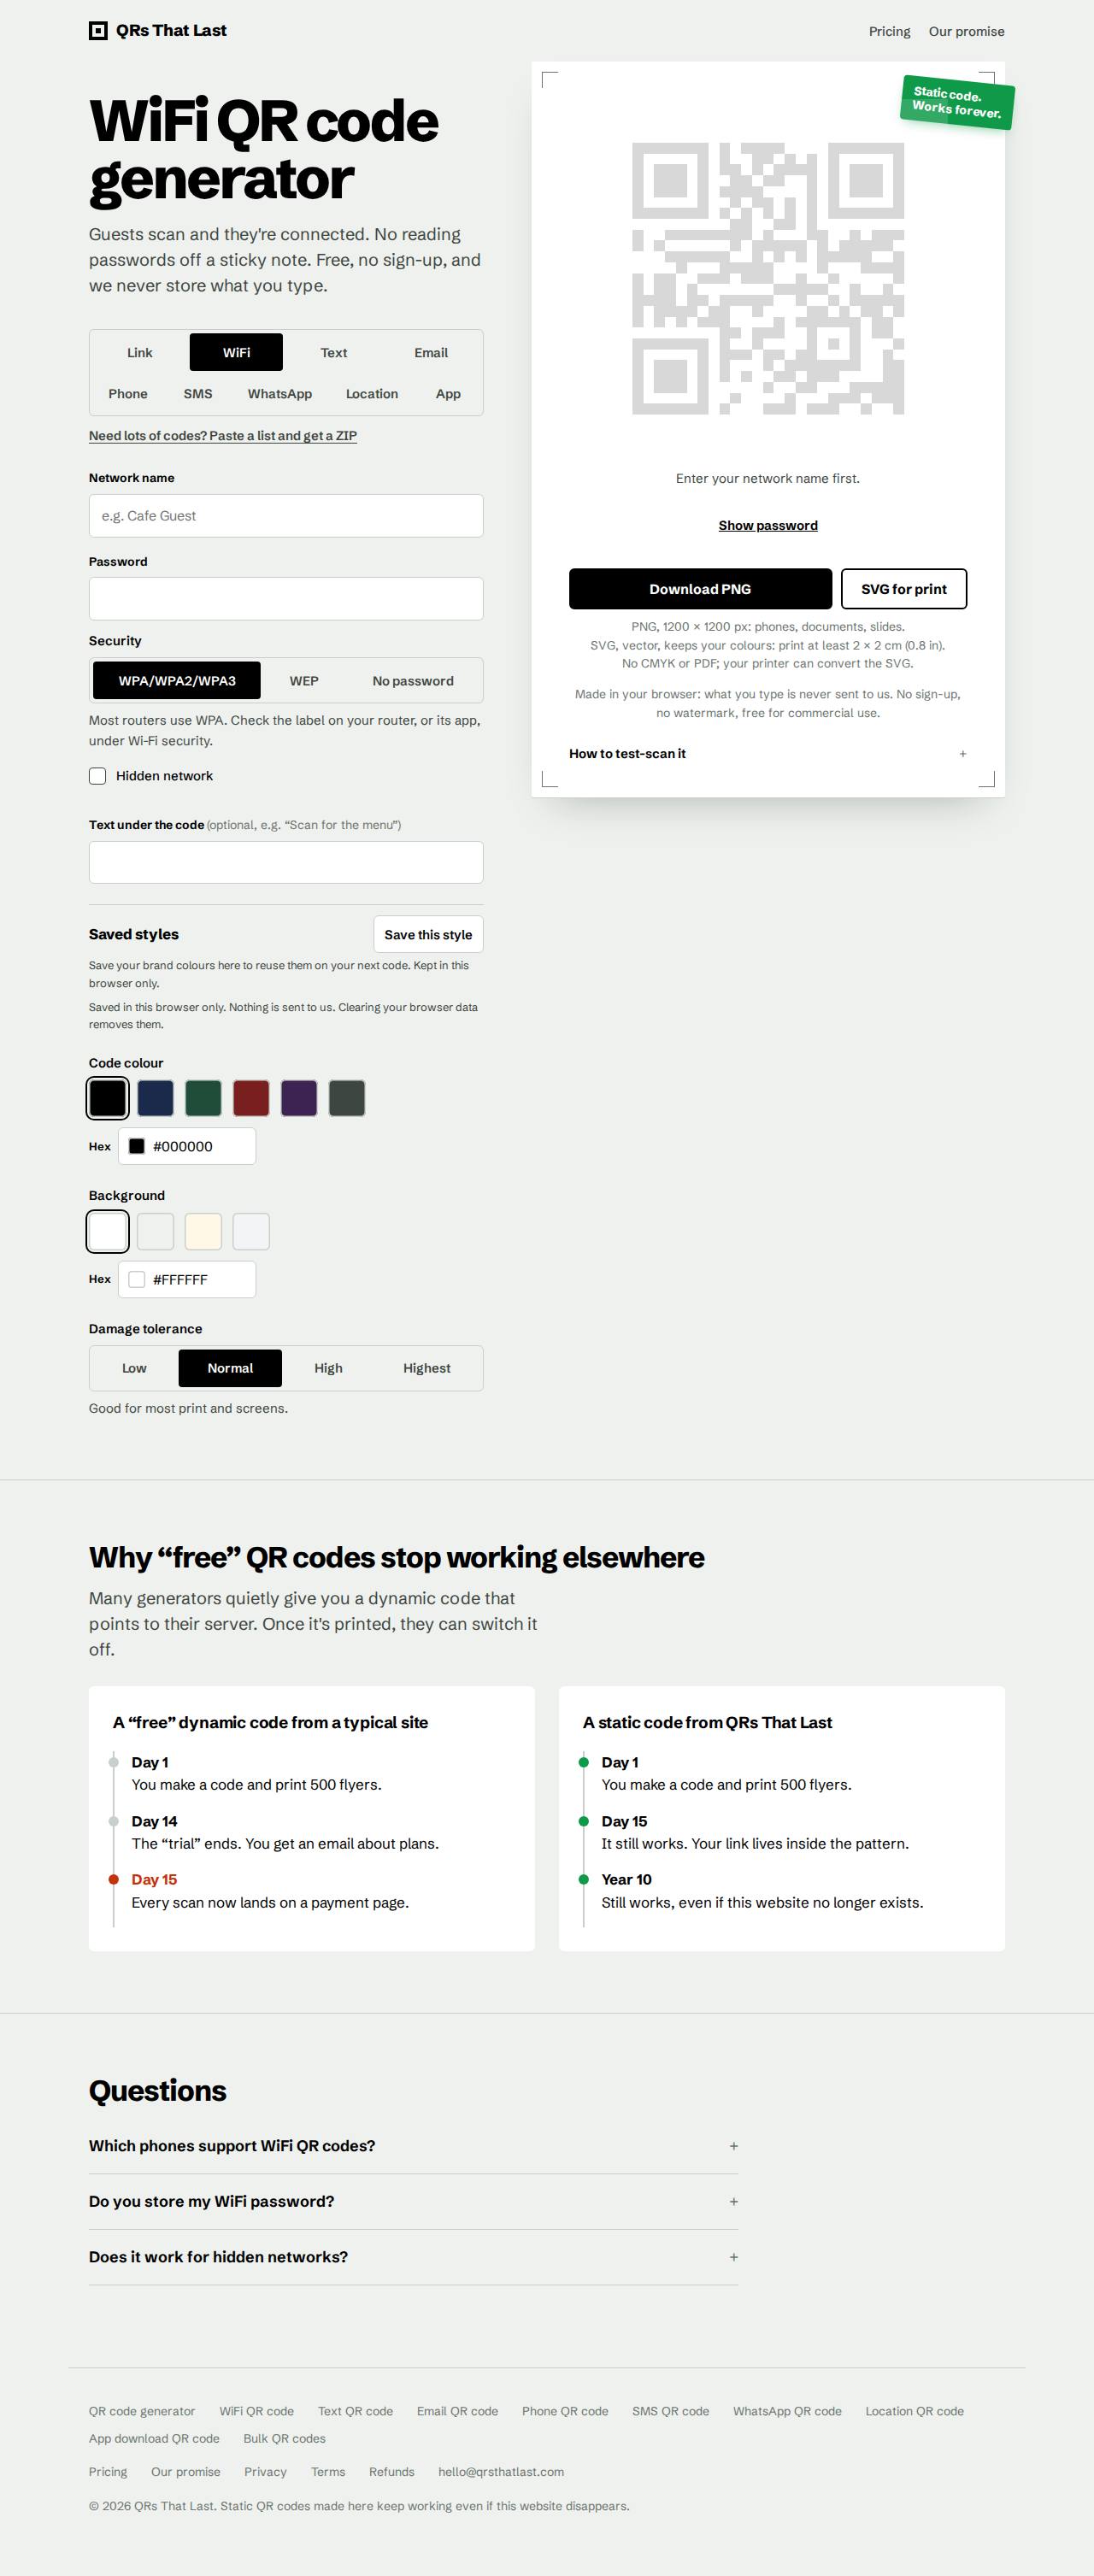 QRs That Last
Pricing
Our promise
WiFi QR code
generator
Guests scan and they're connected. No reading
passwords off a sticky note. Free, no sign-up, and
we never store what you type.
Link
WiFi
Text
Email
Phone
SMS
WhatsApp
Location
App
Need lots of codes? Paste a list and get a ZIP
Network name
e.g. Cafe Guest
Password
Security
WPA/WPA2/WPA3
WEP
No password
Most routers use WPA. Check the label on your router, or its app,
under Wi-Fi security.
Hidden network
Text under the code (optional, e.g. “Scan for the menu”)
Saved styles
Save this style
Save your brand colours here to reuse them on your next code. Kept in this
browser only.
Saved in this browser only. Nothing is sent to us. Clearing your browser data
removes them.
Code colour
Hex
#000000
Background
Hex
#FFFFFF
Damage tolerance
Low
Normal
High
Highest
Good for most print and screens.
Static code.
Works forever.
Enter your network name first.
Show password
Download PNG
SVG for print
PNG, 1200 × 1200 px: phones, documents, slides.
SVG, vector, keeps your colours: print at least 2 × 2 cm (0.8 in).
No CMYK or PDF; your printer can convert the SVG.
Made in your browser: what you type is never sent to us. No sign-up,
no watermark, free for commercial use.
How to test-scan it
+
Why “free” QR codes stop working elsewhere
Many generators quietly give you a dynamic code that
points to their server. Once it's printed, they can switch it
off.
A “free” dynamic code from a typical site
Day 1
You make a code and print 500 flyers.
Day 14
The “trial” ends. You get an email about plans.
Day 15
Every scan now lands on a payment page.
A static code from QRs That Last
Day 1
You make a code and print 500 flyers.
Day 15
It still works. Your link lives inside the pattern.
Year 10
Still works, even if this website no longer exists.
Questions
Which phones support WiFi QR codes?
+
Do you store my WiFi password?
+
Does it work for hidden networks?
+
QR code generator
WiFi QR code
Text QR code
Email QR code
Phone QR code
SMS QR code
WhatsApp QR code
Location QR code
App download QR code
Bulk QR codes
Pricing
Our promise
Privacy
Terms
Refunds
hello@qrsthatlast.com
© 2026 QRs That Last. Static QR codes made here keep working even if this website disappears.